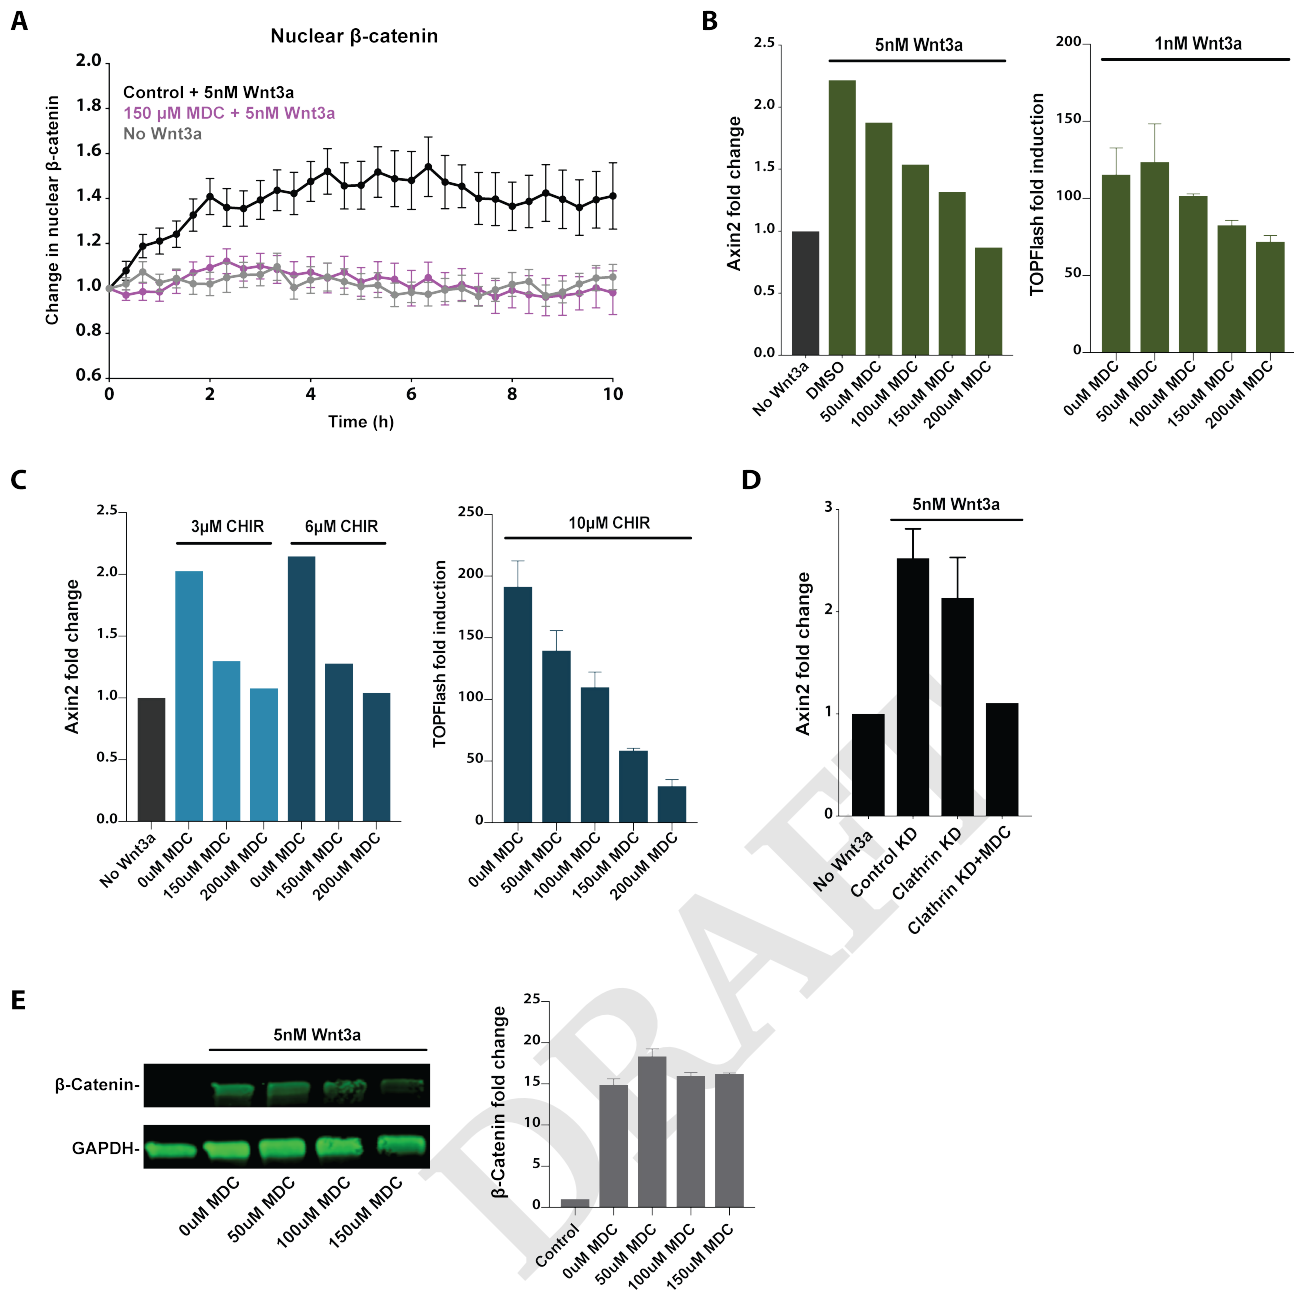 A
Nuclear β-catenin
Control + 5nM Wnt3a
150 µM MDC + 5nM Wnt3a
No Wnt3a
Change in nuclear β-catenin
2.0
1.8
1.6
1.4
1.2
1.0
0.8
0.6
0
2
4
6
8
10
Time (h)
B
5nM Wnt3a
Axin2 fold change
2.5
2.0
1.5
1.0
0.5
0.0
No Wnt3a
DMSO
50uM MDC
100uM MDC
150uM MDC
200uM MDC
1nM Wnt3a
TOPFlash fold induction
200
150
100
50
0
0uM MDC
50uM MDC
100uM MDC
150uM MDC
200uM MDC
C
3µM CHIR
6µM CHIR
Axin2 fold change
2.5
2.0
1.5
1.0
0.5
0.0
No Wnt3a
0uM MDC
150uM MDC
200uM MDC
0uM MDC
150uM MDC
200uM MDC
10µM CHIR
TOPFlash fold induction
250
200
150
100
50
0
0uM MDC
50uM MDC
100uM MDC
150uM MDC
200uM MDC
D
5nM Wnt3a
Axin2 fold change
3
2
1
0
No Wnt3a
Control KD
Clathrin KD
Clathrin KD+MDC
E
5nM Wnt3a
β-Catenin-
GAPDH-
0uM MDC
50uM MDC
100uM MDC
150uM MDC
β-Catenin fold change
25
20
15
10
5
0
Control
0uM MDC
50uM MDC
100uM MDC
150uM MDC
DRAFT